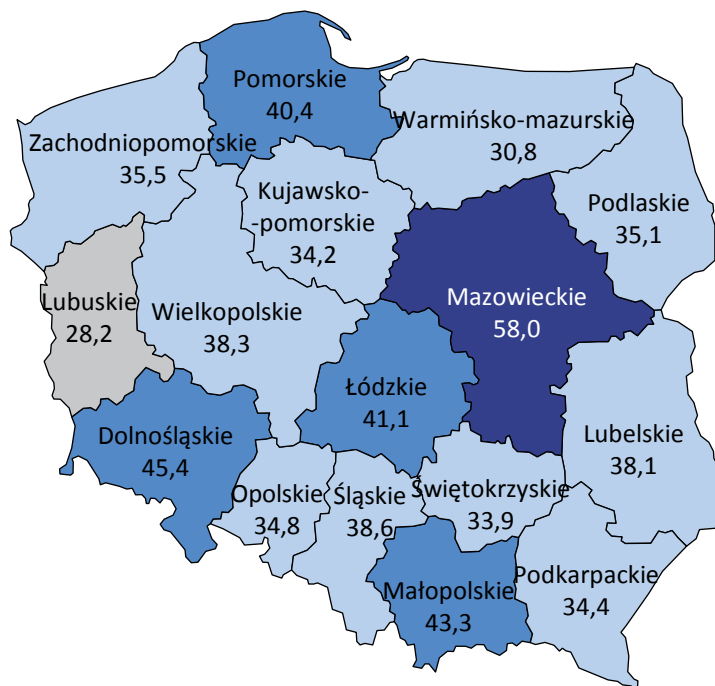 Pomorskie
40,4
Warmińsko-mazurskie
30,8
Zachodniopomorskie
35,5
Kujawsko-
-pomorskie
34,2
Podlaskie
35,1
Lubuskie
28,2
Wielkopolskie
38,3
Mazowieckie
58,0
Łódzkie
41,1
Dolnośląskie
45,4
Lubelskie
38,1
Opolskie
34,8
Śląskie
38,6
Świętokrzyskie
33,9
Małopolskie
43,3
Podkarpackie
34,4